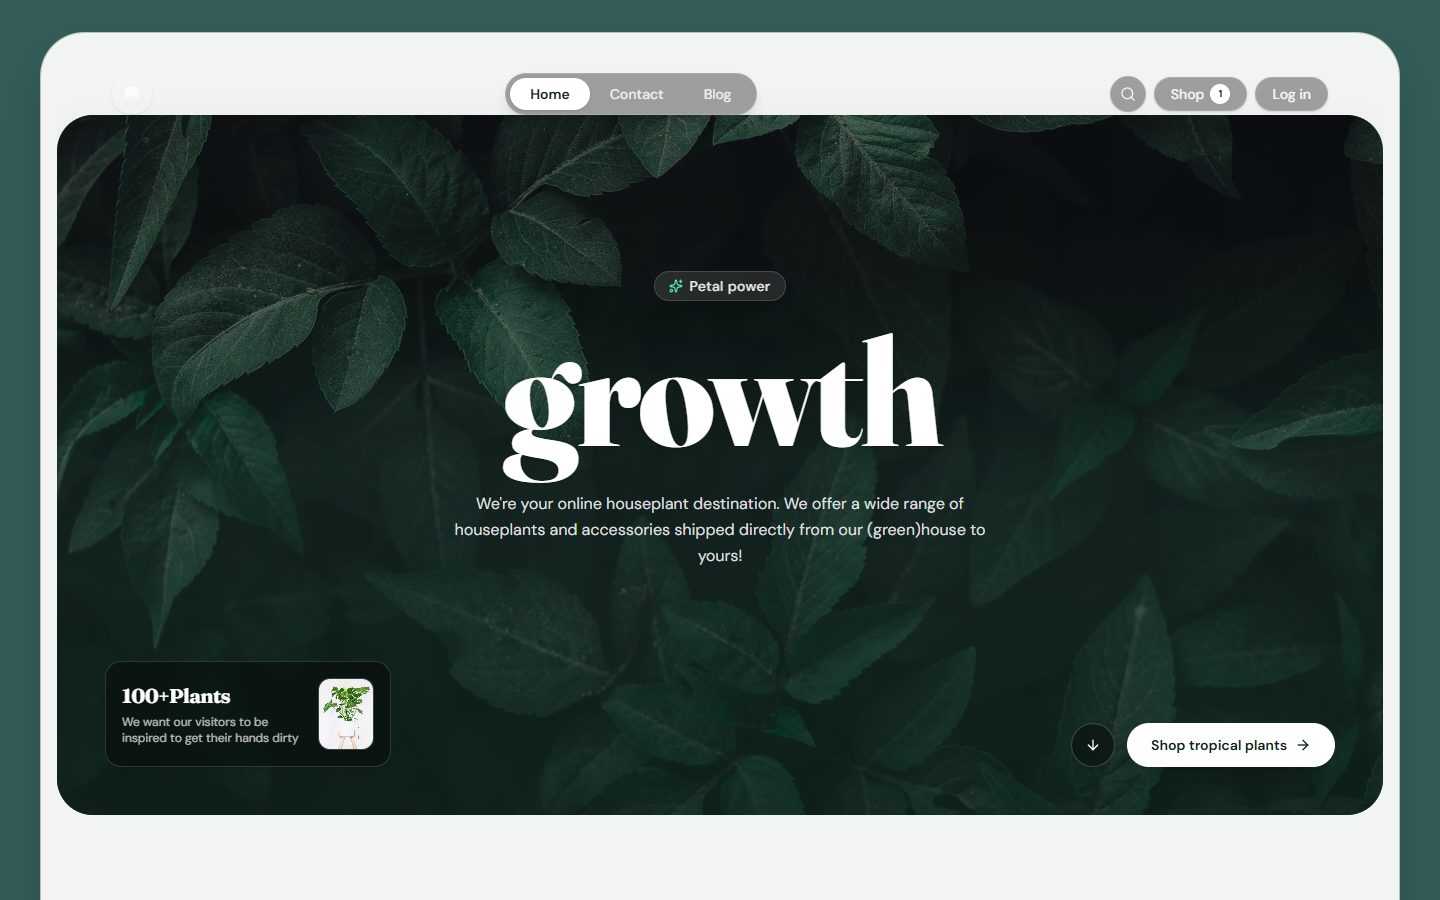 Home
Contact
Blog
Shop 1
Log in
Petal power
growth
We're your online houseplant destination. We offer a wide range of
houseplants and accessories shipped directly from our (green)house to
yours!
100+Plants
We want our visitors to be
inspired to get their hands dirty
Shop tropical plants